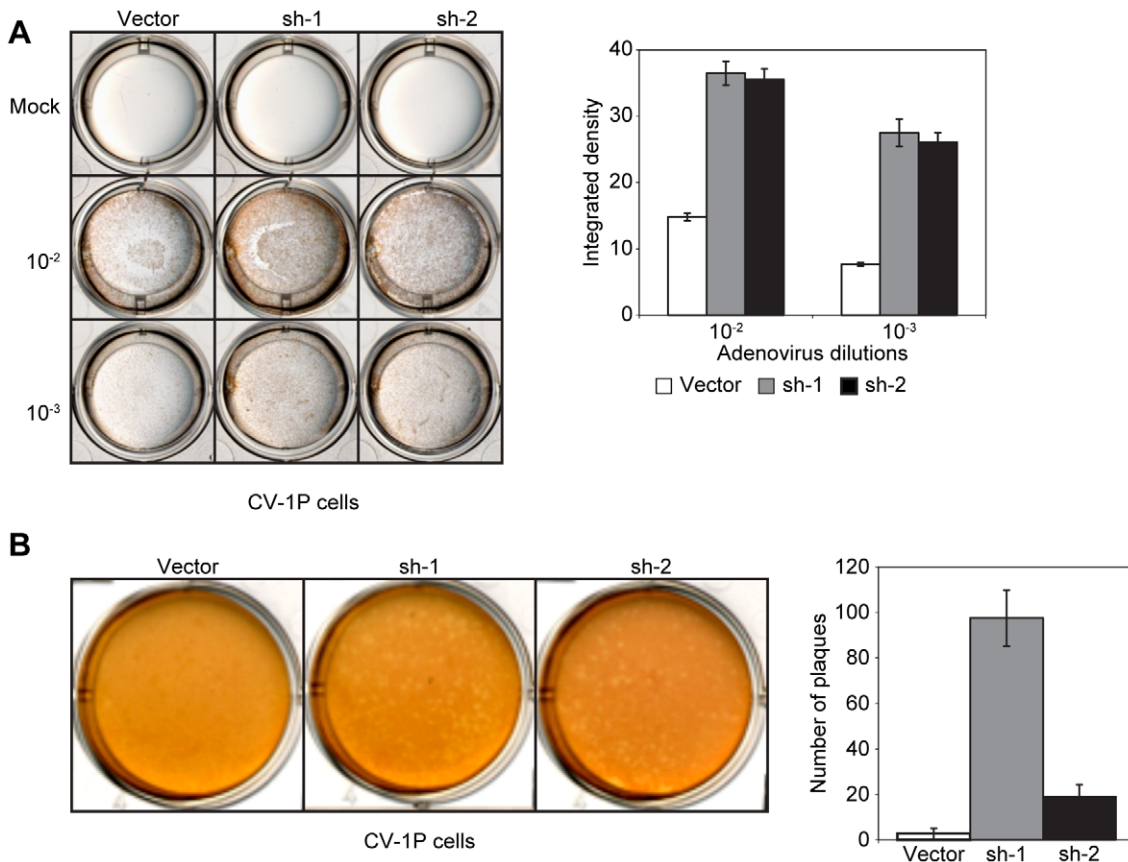 A
Vector sh-1 sh-2
Mock
10⁻²
10⁻³
CV-1P cells
40
30
20
10
0
Integrated density
10⁻² 10⁻³
Adenovirus dilutions
Vector sh-1 sh-2
B
Vector sh-1 sh-2
CV-1P cells
120
100
80
60
40
20
0
Number of plaques
Vector sh-1 sh-2